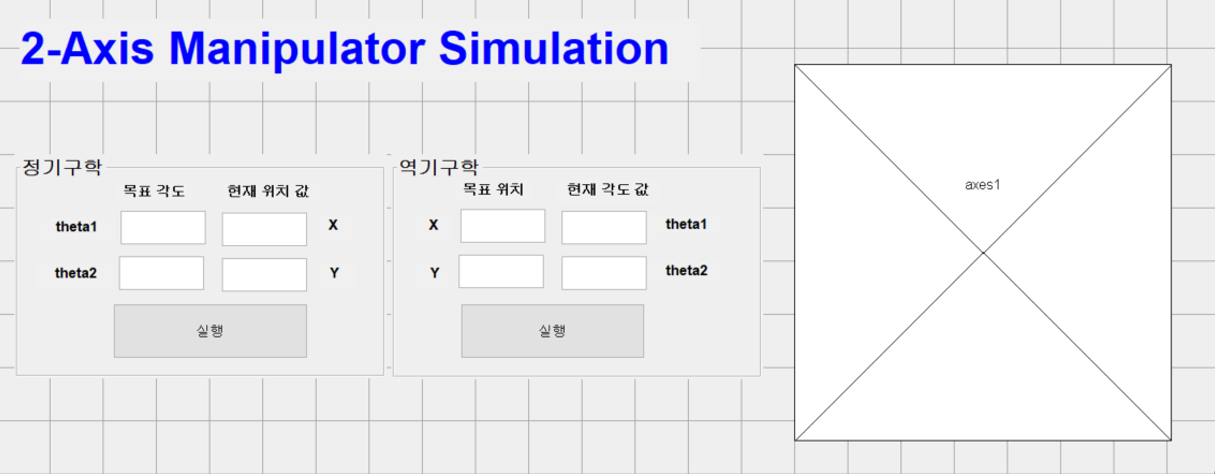 2-Axis Manipulator Simulation
정기구학
목표 각도 현재 위치 값
theta1 X
theta2 Y
실행
역기구학
목표 위치 현재 각도 값
X theta1
Y theta2
실행
axes1